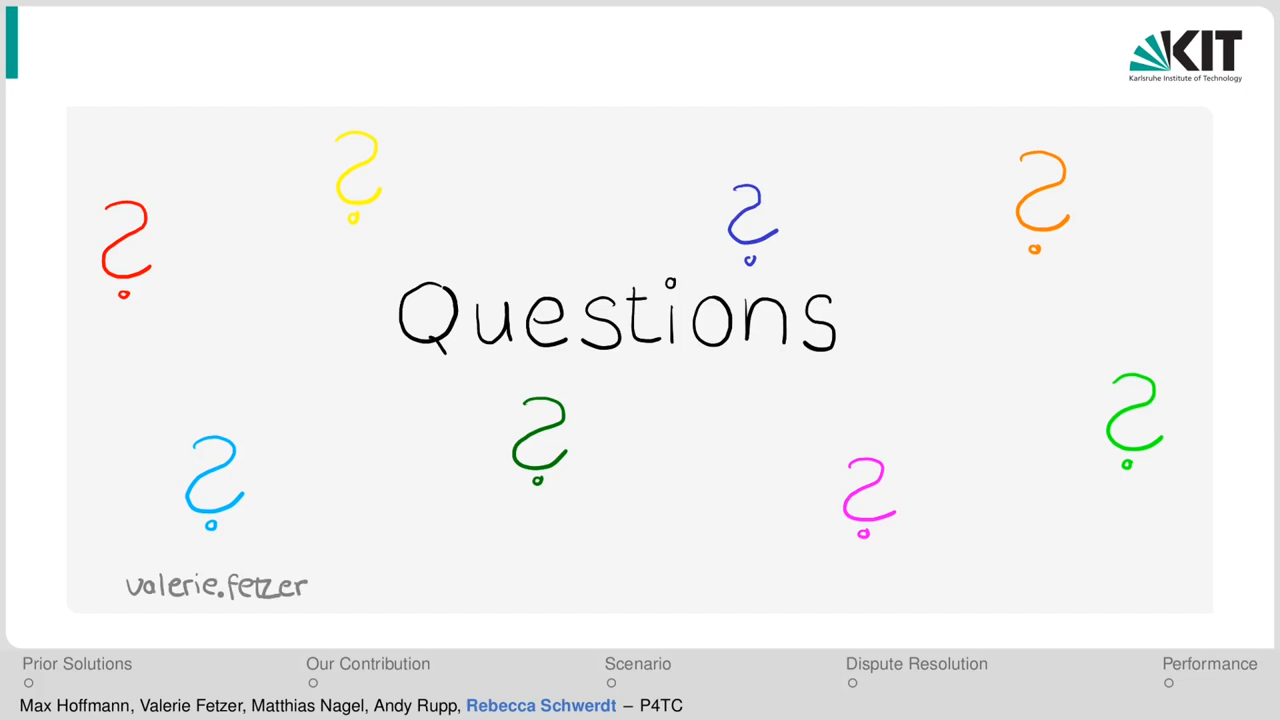 KIT
Karlsruhe Institute of Technology
? ? ? ?
Questions
? ? ? ?
valerie.fetzer
Prior Solutions Our Contribution Scenario Dispute Resolution Performance
Max Hoffmann, Valerie Fetzer, Matthias Nagel, Andy Rupp, Rebecca Schwerdt – P4TC